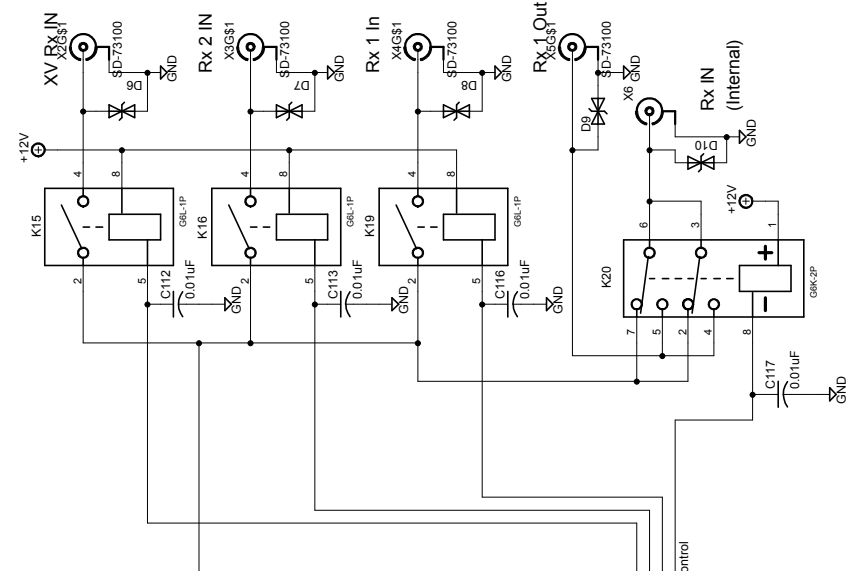 XV Rx IN
X2G$1
SD-73100
GND
D6
Rx 2 IN
X3G$1
SD-73100
GND
D7
Rx 1 In
X4G$1
SD-73100
GND
D8
Rx 1 Out
X5G$1
SD-73100
GND
D9
X6
Rx IN
(Internal)
GND
D10
+12V
4
8
K15
G6L-1P
2
5
C112
0.01uF
GND
4
8
K16
G6L-1P
2
5
C113
0.01uF
GND
4
8
K19
G6L-1P
2
5
C116
0.01uF
GND
+12V
6
3
1
K20
+
–
G6K-2P
7
5
2
4
8
C117
0.01uF
GND
ontrol